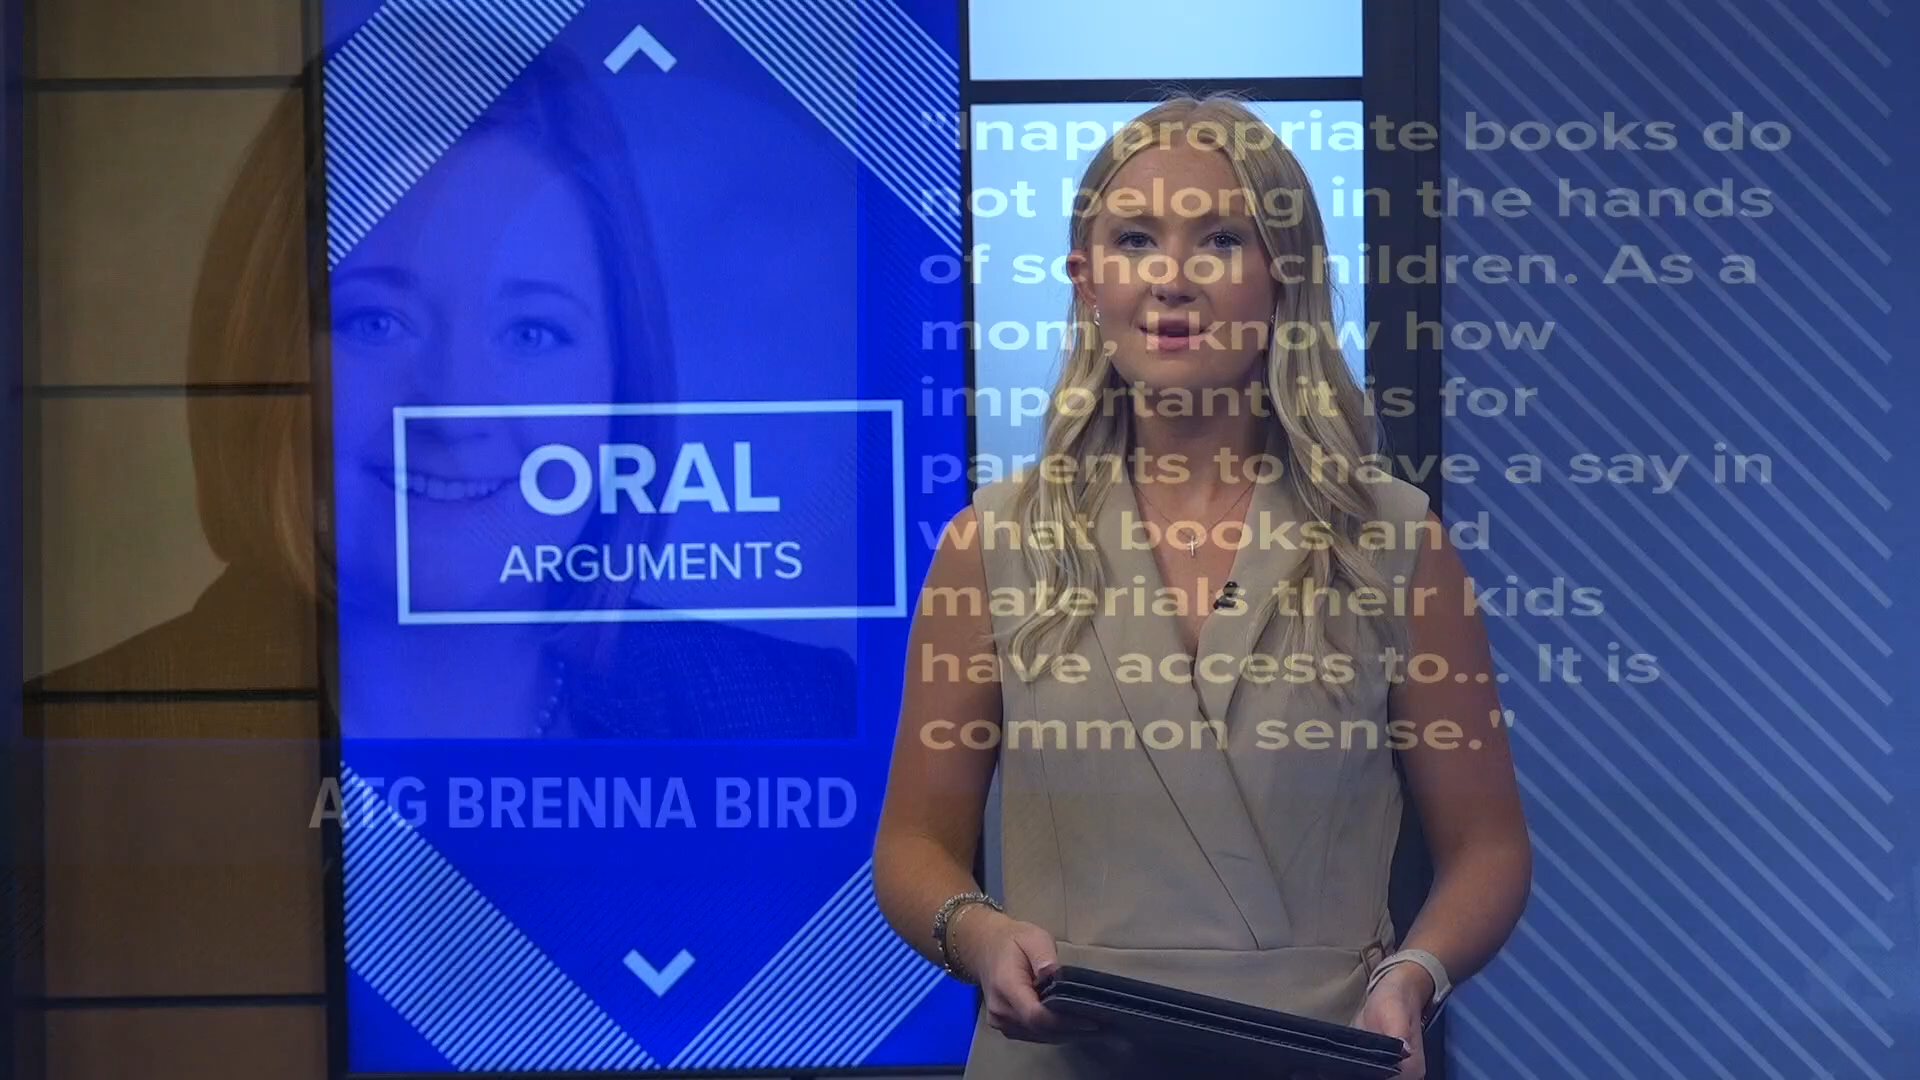 ORAL
ARGUMENTS
ATG BRENNA BIRD
"Inappropriate books do
not belong in the hands
of school children. As a
mom, I know how
important it is for
parents to have a say in
what books and
materials their kids
have access to... It is
common sense."